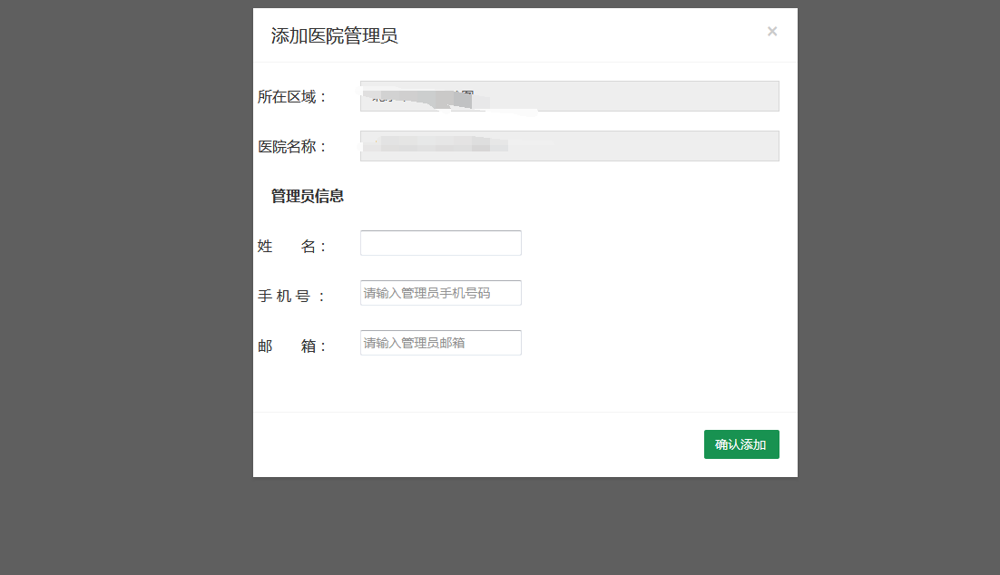 添加医院管理员 ×
所在区域：
医院名称：
管理员信息
姓　　名：
手 机 号 ： 请输入管理员手机号码
邮　　箱： 请输入管理员邮箱
确认添加